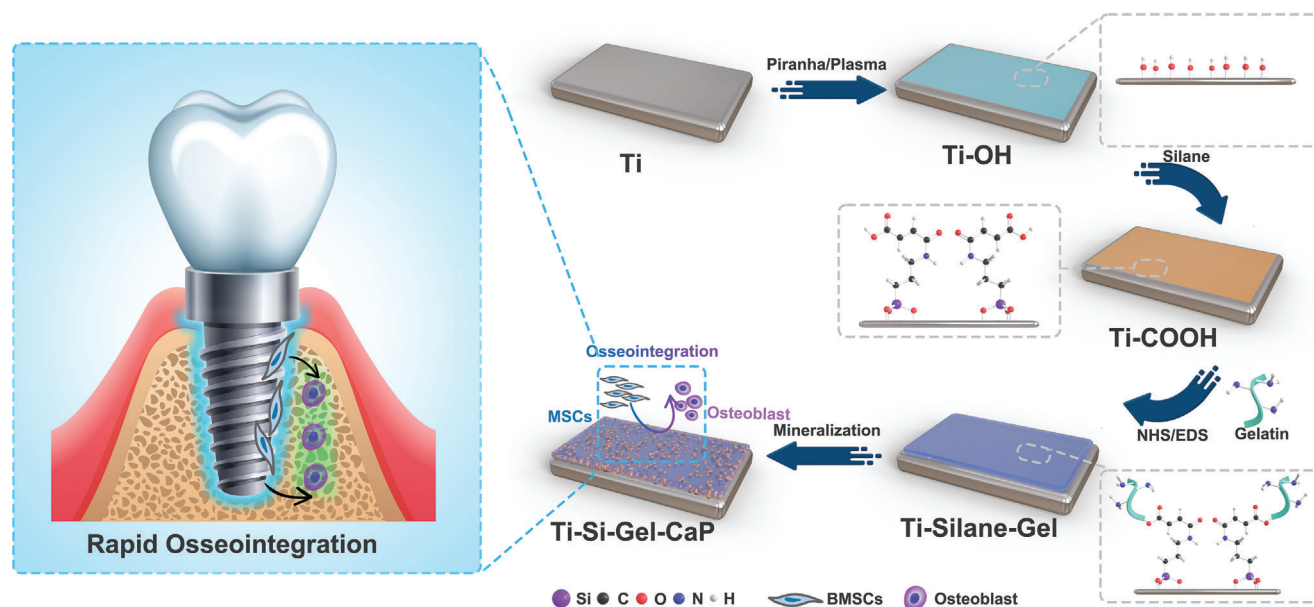 Piranha/Plasma
Ti
Ti-OH
Silane
Ti-COOH
NHS/EDS
Gelatin
Ti-Silane-Gel
Mineralization
Osseointegration
MSCs
Osteoblast
Ti-Si-Gel-CaP
Rapid Osseointegration
Si C O N H BMSCs Osteoblast